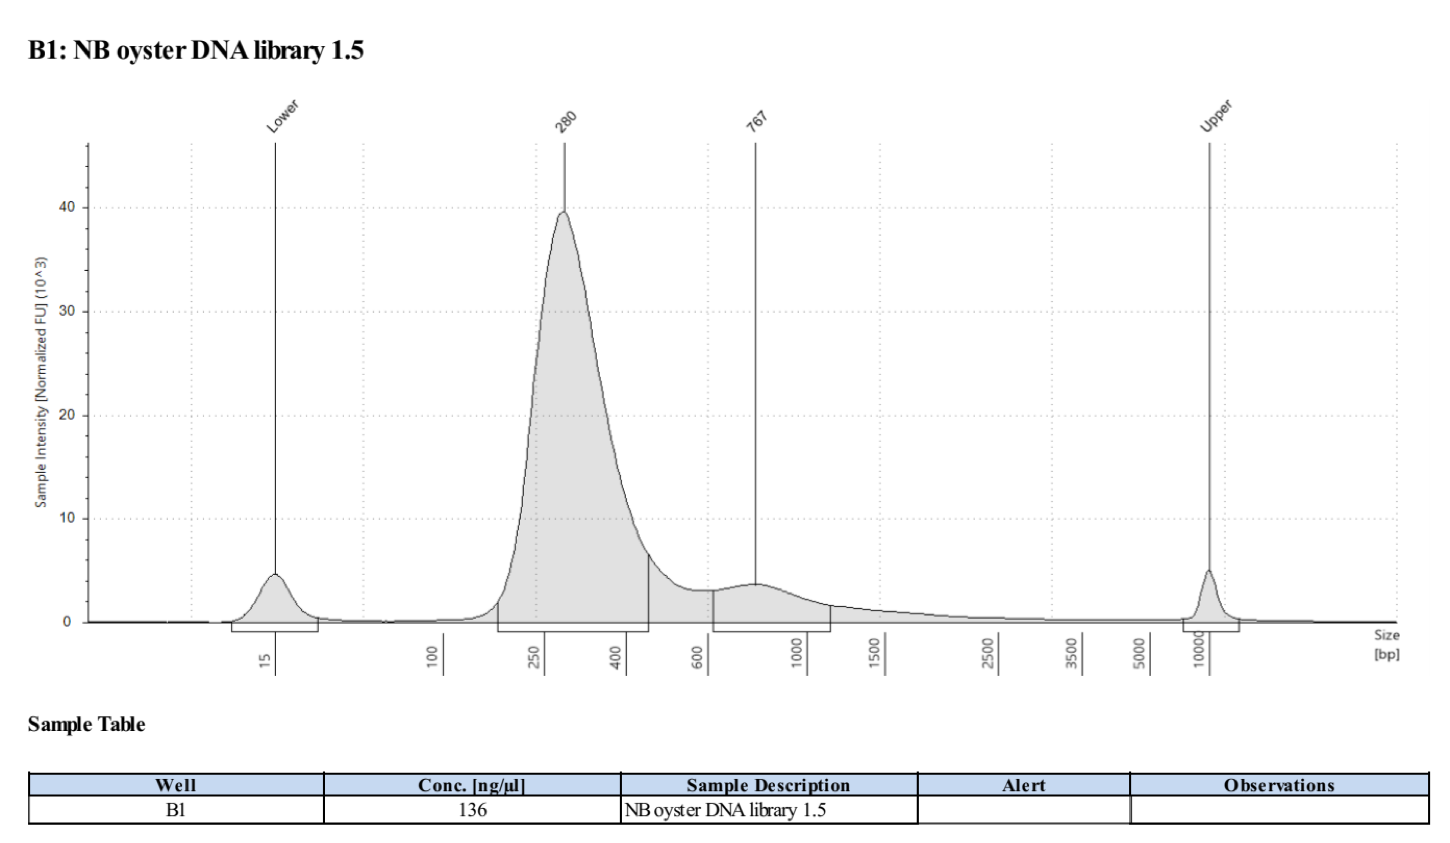 B1: NB oyster DNA library 1.5
Lower
280
767
Upper
Sample Intensity [Normalized FU] (10^3)
40
30
20
10
0
15
100
250
400
600
1000
1500
2500
3500
5000
10000
Size
[bp]
Sample Table
Well Conc. [ng/µl] Sample Description Alert Observations
B1 136 NB oyster DNA library 1.5